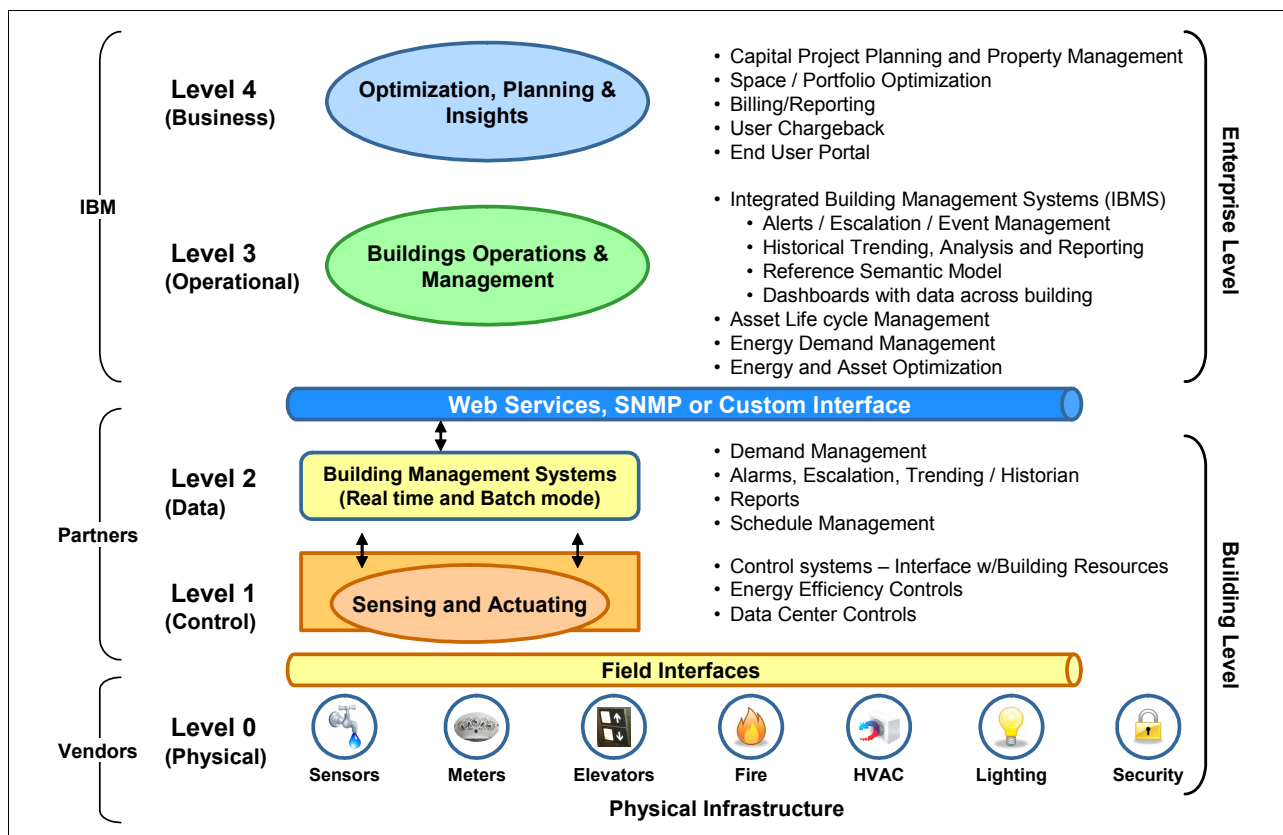 Level 4
(Business)
Optimization, Planning &
Insights
• Capital Project Planning and Property Management
• Space / Portfolio Optimization
• Billing/Reporting
• User Chargeback
• End User Portal
IBM
Enterprise Level
Level 3
(Operational)
Buildings Operations &
Management
• Integrated Building Management Systems (IBMS)
• Alerts / Escalation / Event Management
• Historical Trending, Analysis and Reporting
• Reference Semantic Model
• Dashboards with data across building
• Asset Life cycle Management
• Energy Demand Management
• Energy and Asset Optimization
Web Services, SNMP or Custom Interface
Partners
Level 2
(Data)
Building Management Systems
(Real time and Batch mode)
• Demand Management
• Alarms, Escalation, Trending / Historian
• Reports
• Schedule Management
Building Level
Level 1
(Control)
Sensing and Actuating
• Control systems – Interface w/Building Resources
• Energy Efficiency Controls
• Data Center Controls
Field Interfaces
Vendors
Level 0
(Physical)
Sensors
Meters
Elevators
Fire
HVAC
Lighting
Security
Physical Infrastructure